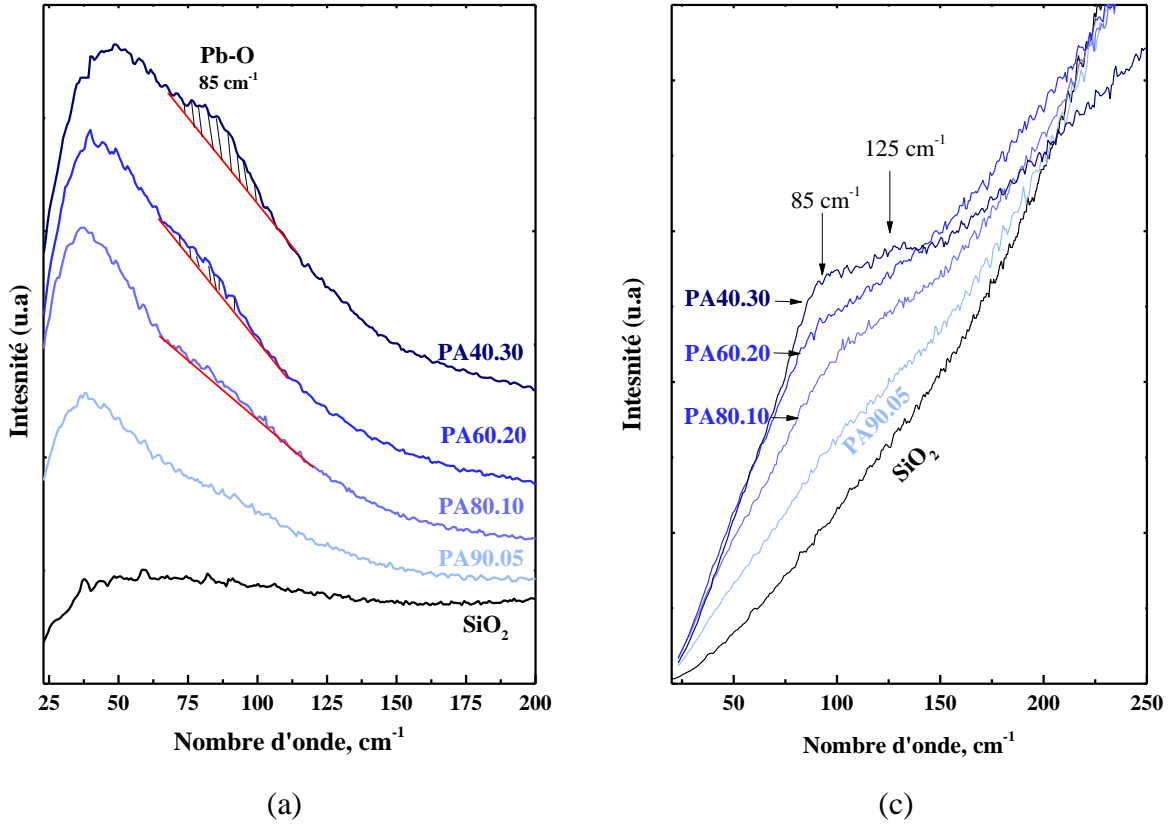 Pb-O
85 cm⁻¹
PA40.30
PA60.20
PA80.10
PA90.05
SiO₂
Intesnité (u.a)
25 50 75 100 125 150 175 200
Nombre d'onde, cm⁻¹
(a)
125 cm⁻¹
85 cm⁻¹
PA40.30
PA60.20
PA80.10
PA90.05
SiO₂
Intesnité (u.a)
50 100 150 200 250
Nombre d'onde, cm⁻¹
(c)